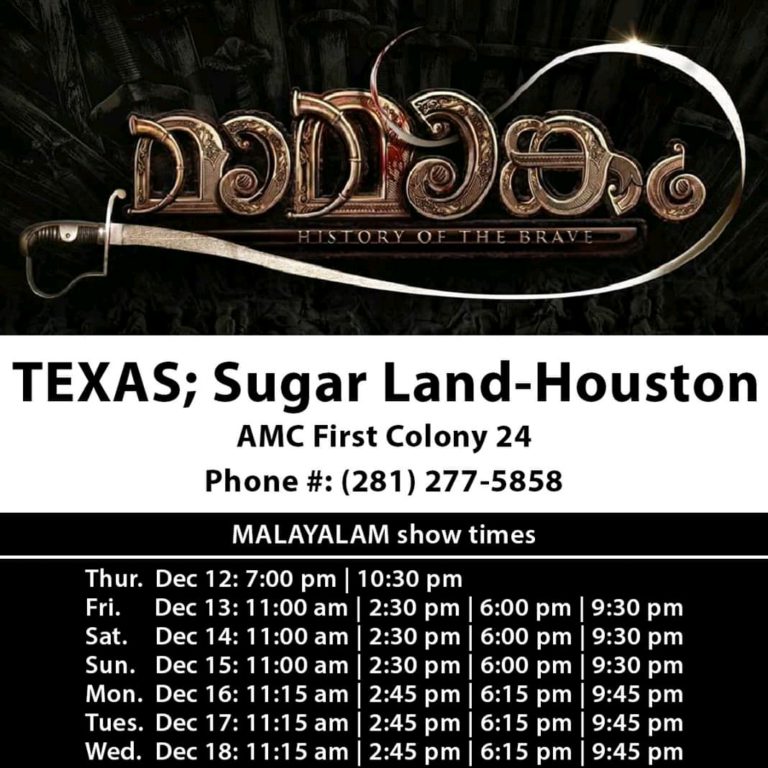 മാമാങ്കം
HISTORY OF THE BRAVE
TEXAS; Sugar Land-Houston
AMC First Colony 24
Phone #: (281) 277-5858
MALAYALAM show times
Thur. Dec 12: 7:00 pm | 10:30 pm
Fri. Dec 13: 11:00 am | 2:30 pm | 6:00 pm | 9:30 pm
Sat. Dec 14: 11:00 am | 2:30 pm | 6:00 pm | 9:30 pm
Sun. Dec 15: 11:00 am | 2:30 pm | 6:00 pm | 9:30 pm
Mon. Dec 16: 11:15 am | 2:45 pm | 6:15 pm | 9:45 pm
Tues. Dec 17: 11:15 am | 2:45 pm | 6:15 pm | 9:45 pm
Wed. Dec 18: 11:15 am | 2:45 pm | 6:15 pm | 9:45 pm